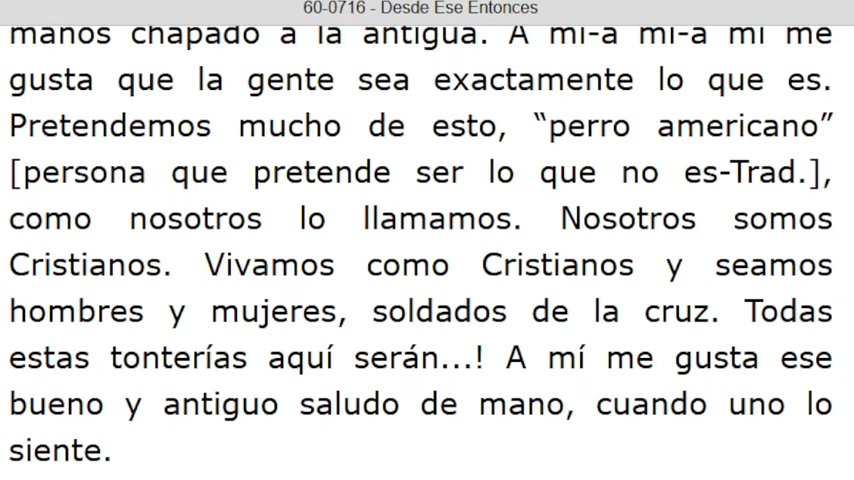 60-0716 - Desde Ese Entonces
manos chapado a la antigua. A mí-a mí-a mí me
gusta que la gente sea exactamente lo que es.
Pretendemos mucho de esto, “perro americano”
[persona que pretende ser lo que no es-Trad.],
como nosotros lo llamamos. Nosotros somos
Cristianos. Vivamos como Cristianos y seamos
hombres y mujeres, soldados de la cruz. Todas
estas tonterías aquí serán...! A mí me gusta ese
bueno y antiguo saludo de mano, cuando uno lo
siente.